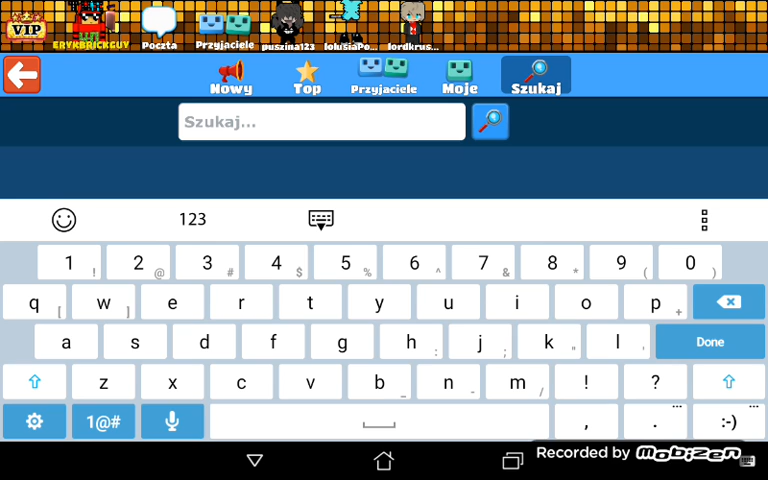 VIP ERYKBRICKGUY Poczta Przyjaciele puszina123 lolusiaPo... lordkrus...
Nowy Top Przyjaciele Moje Szukaj
Szukaj...
123
1 ! 2 @ 3 # 4 $ 5 % 6 ^ 7 & 8 * 9 ( 0 )
q [ w ] e r t y u i o p +
a s d f g h : j ; k " l ' Done
z x c v b _ n - m / ! ?
1@# , . ... :-) ...
Recorded by mobizen